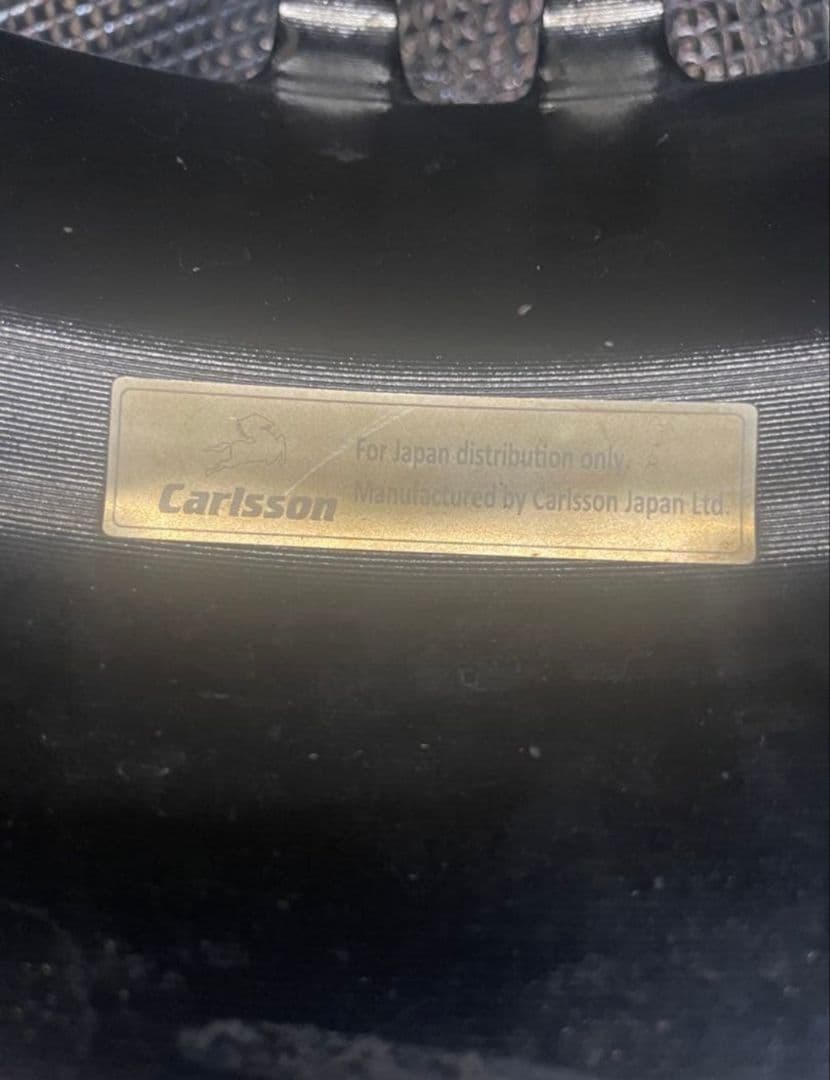 Carlsson
For Japan distribution only.
Manufactured by Carlsson Japan Ltd.